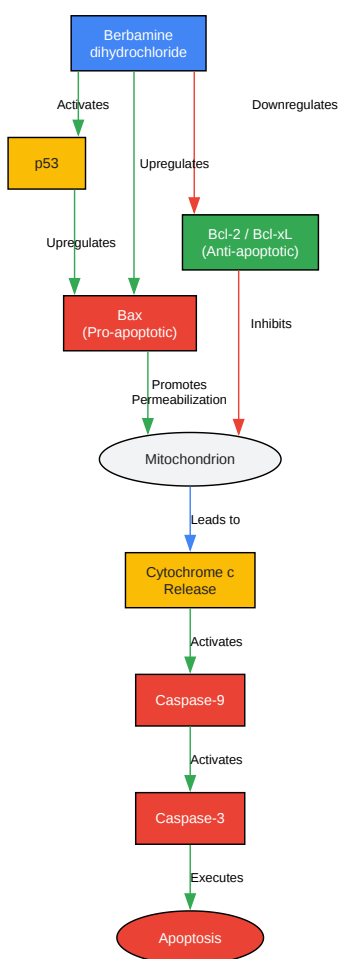 Berbamine
dihydrochloride
Activates
Downregulates
p53
Upregulates
Bcl-2 / Bcl-xL
(Anti-apoptotic)
Upregulates
Bax
(Pro-apoptotic)
Inhibits
Promotes
Permeabilization
Mitochondrion
Leads to
Cytochrome c
Release
Activates
Caspase-9
Activates
Caspase-3
Executes
Apoptosis